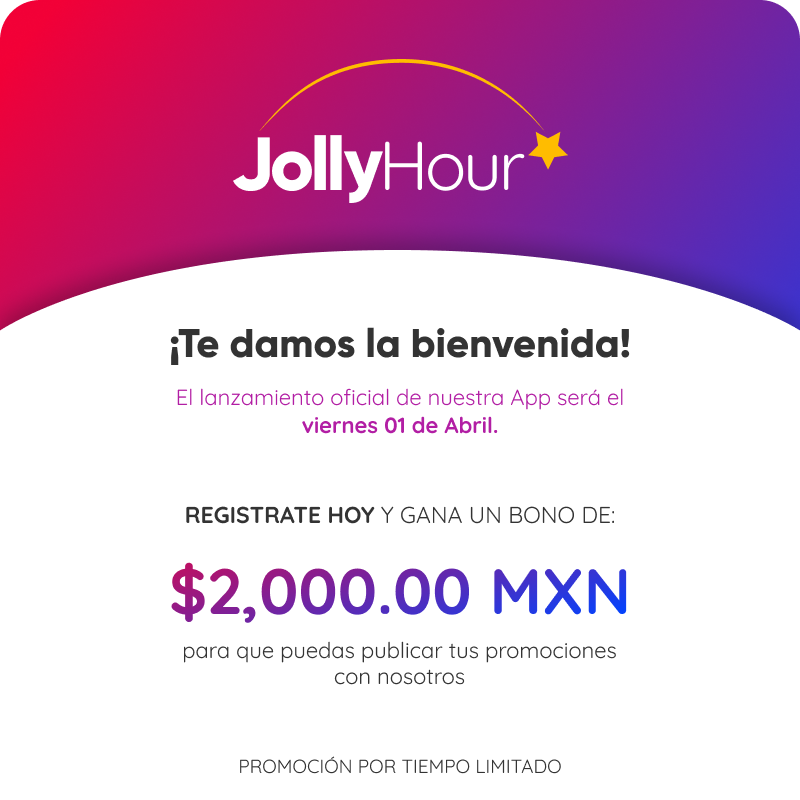 JollyHour
¡Te damos la bienvenida!
El lanzamiento oficial de nuestra App será el
viernes 01 de Abril.
REGISTRATE HOY Y GANA UN BONO DE:
$2,000.00 MXN
para que puedas publicar tus promociones
con nosotros
PROMOCIÓN POR TIEMPO LIMITADO